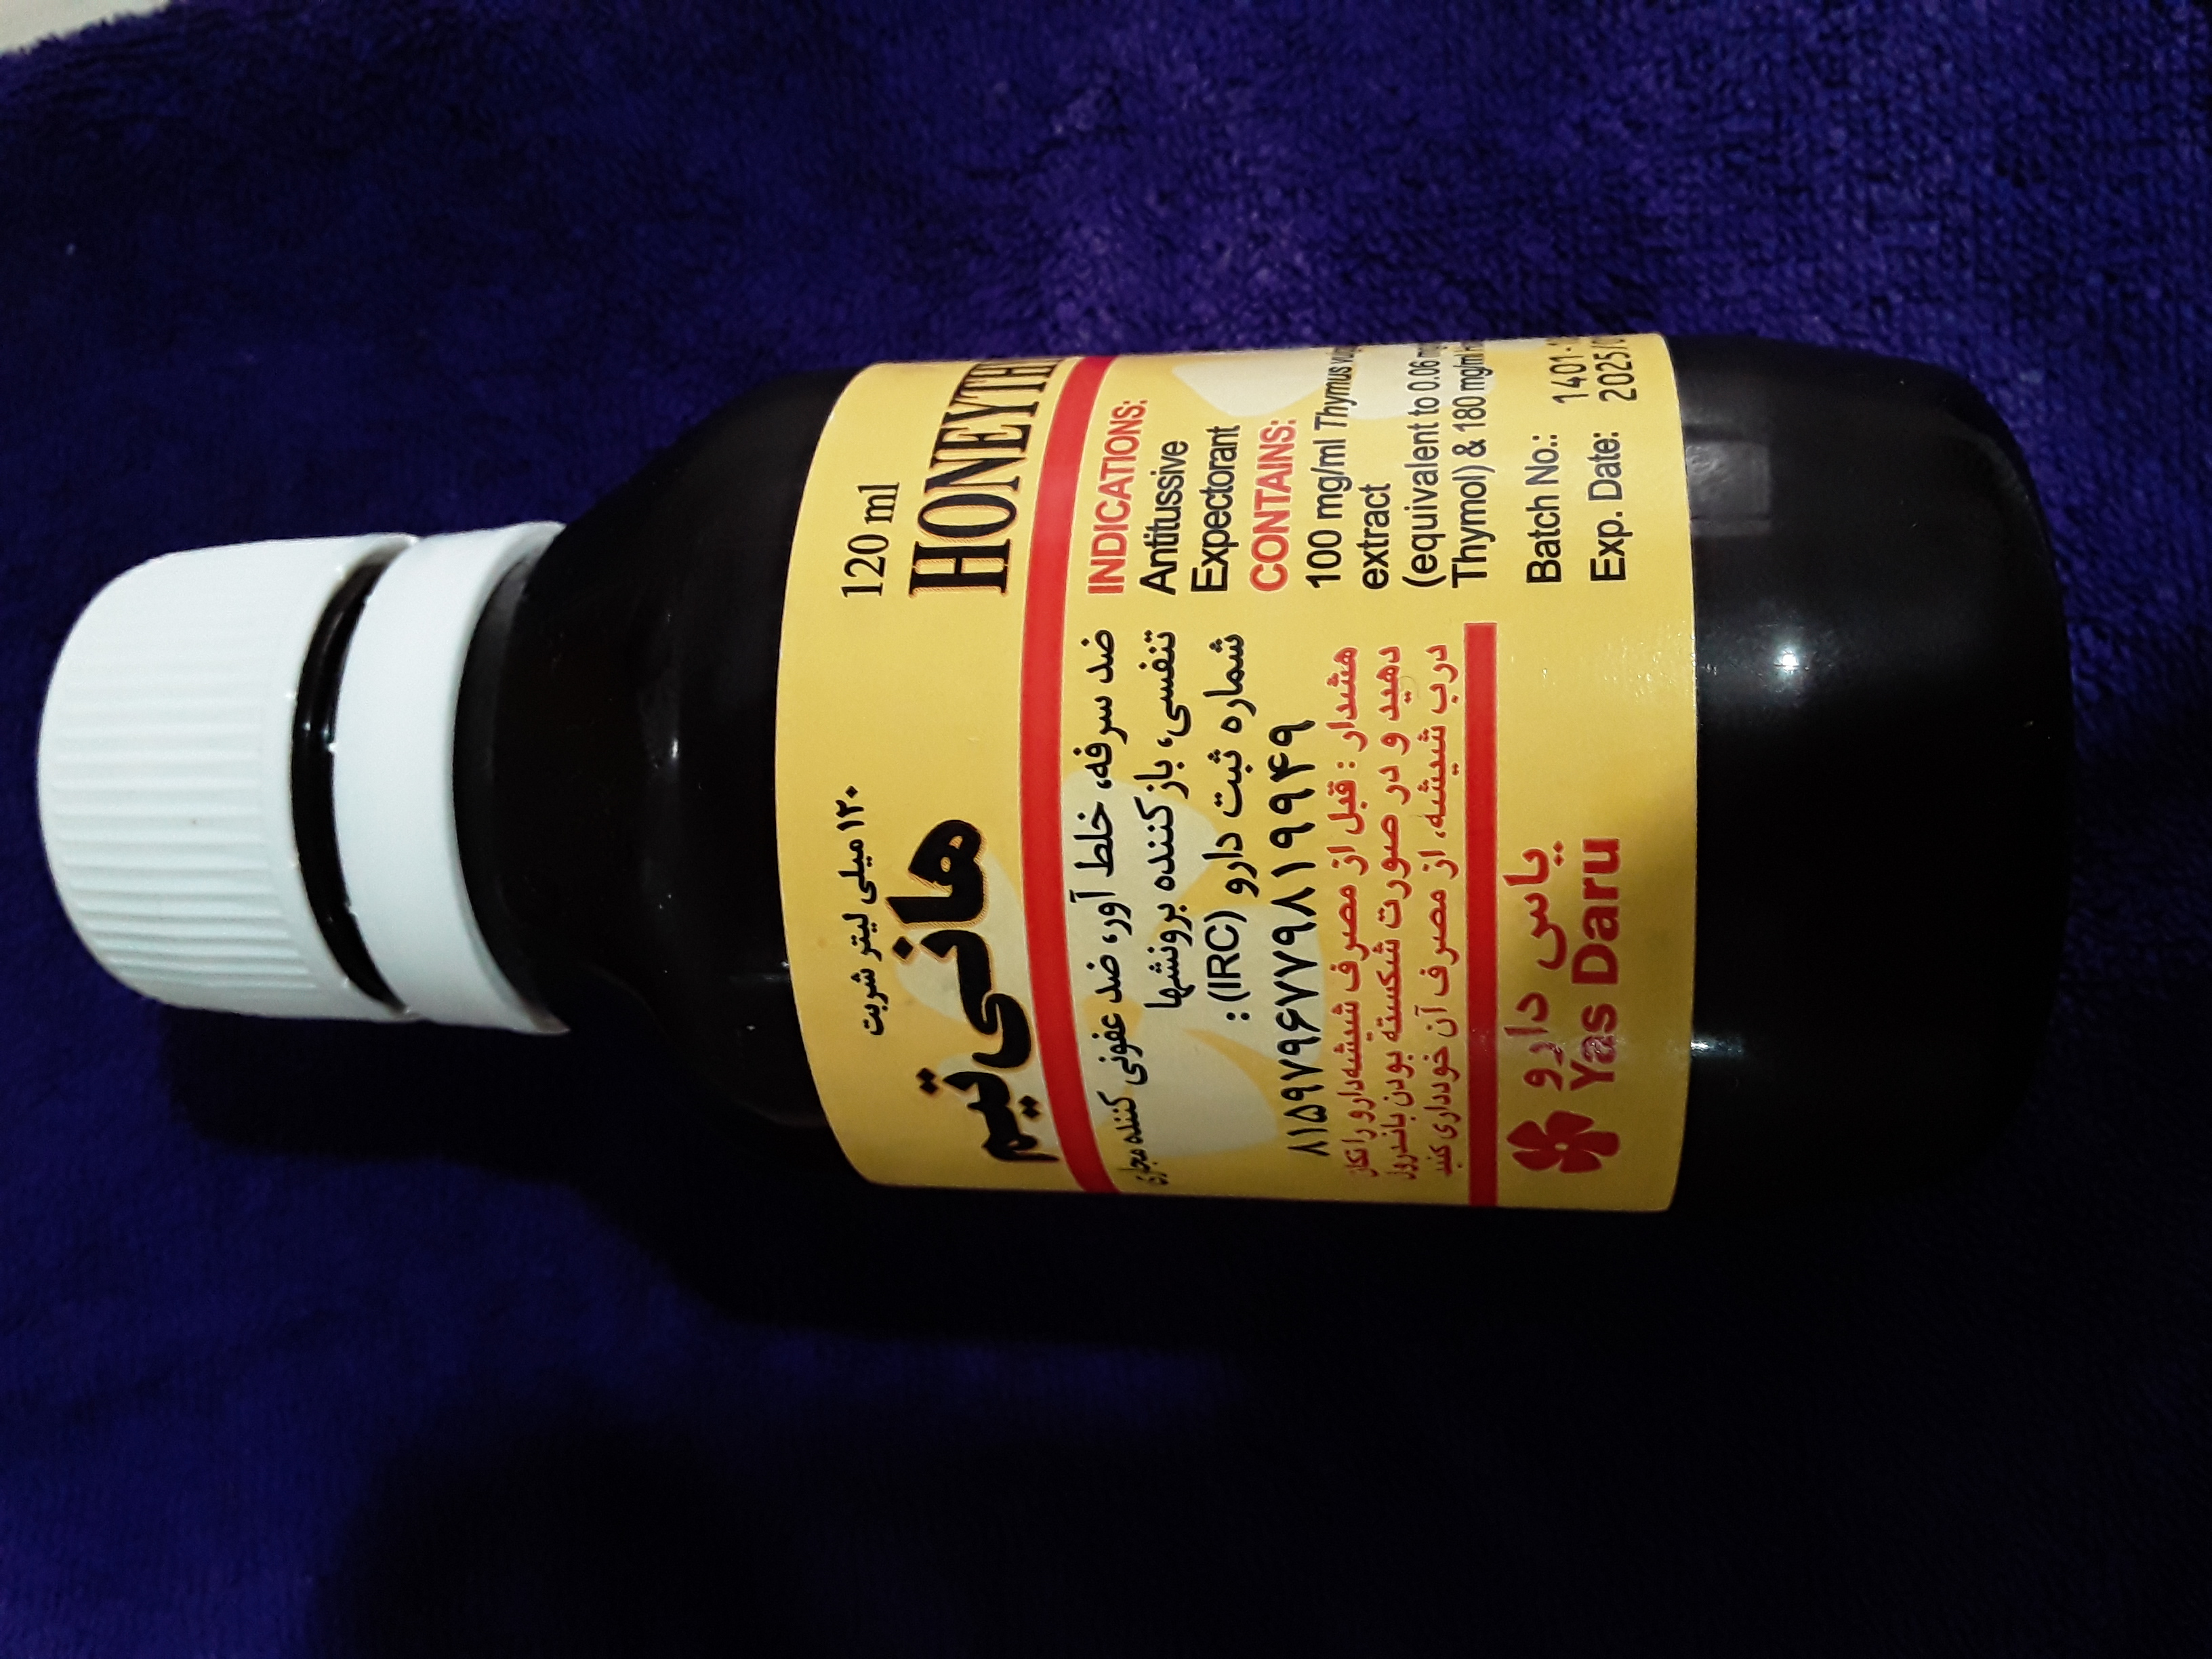 ۱۲۰ میلی لیتر شربت
هانی تیم
ضد سرفه، خلط آور، ضد عفونی کننده مجاری
تنفسی، باز کننده برونشها
شماره ثبت دارو (IRC):
۸۱۵۹۷۹۶۷۷۹۸۱۹۹۴۹
هشدار : قبل از مصرف شیشه دارو را تکان
دهید و در صورت شکسته بودن باندرول
درب شیشه، از مصرف آن خودداری کنید
یاس دارو
Yas Daru
120 ml
INDICATIONS:
Antitussive
Expectorant
CONTAINS:
100 mg/ml Thymus
extract
(equivalent to 0.06
Thymol) & 180 mg/ml
Batch No.: 1401
Exp. Date: 2025/